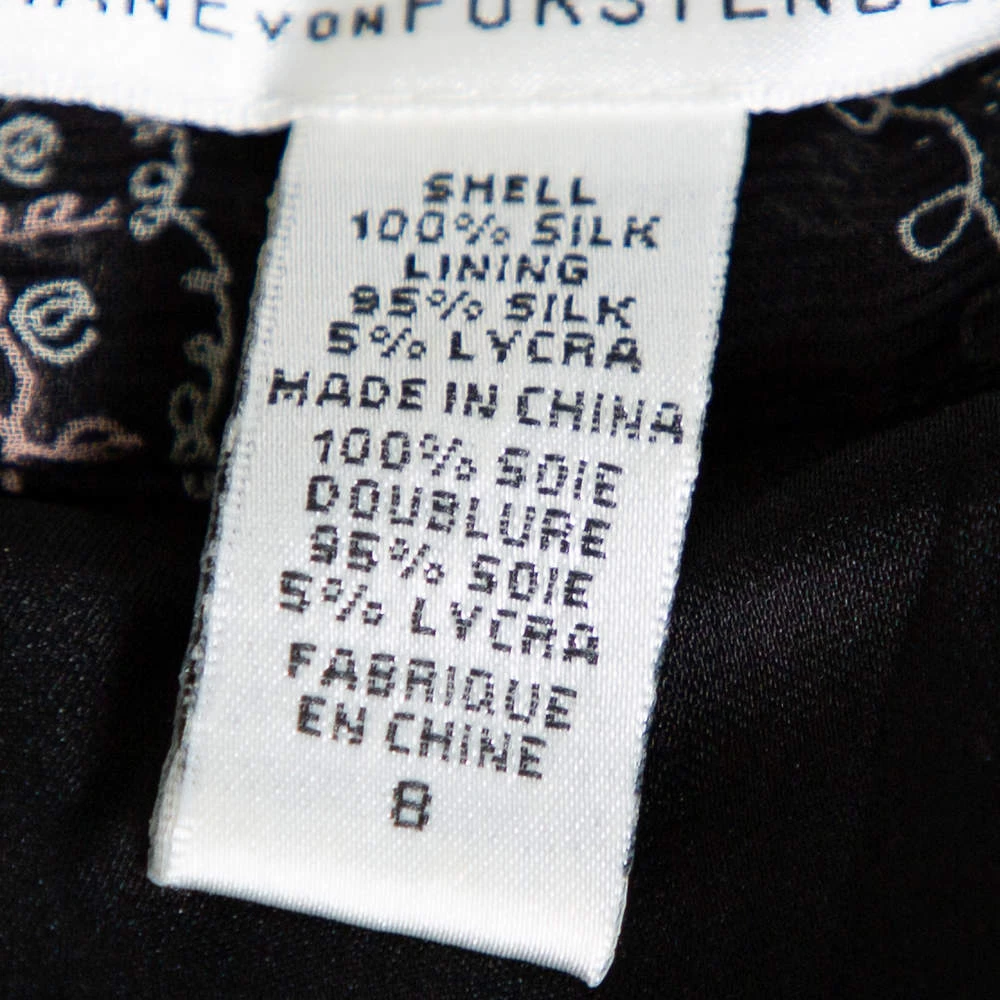 VON
SHELL
100% SILK
LINING
95% SILK
5% LYCRA
MADE IN CHINA
100% SOIE
DOUBLURE
95% SOIE
5% LYCRA
FABRIQUE
EN CHINE
8